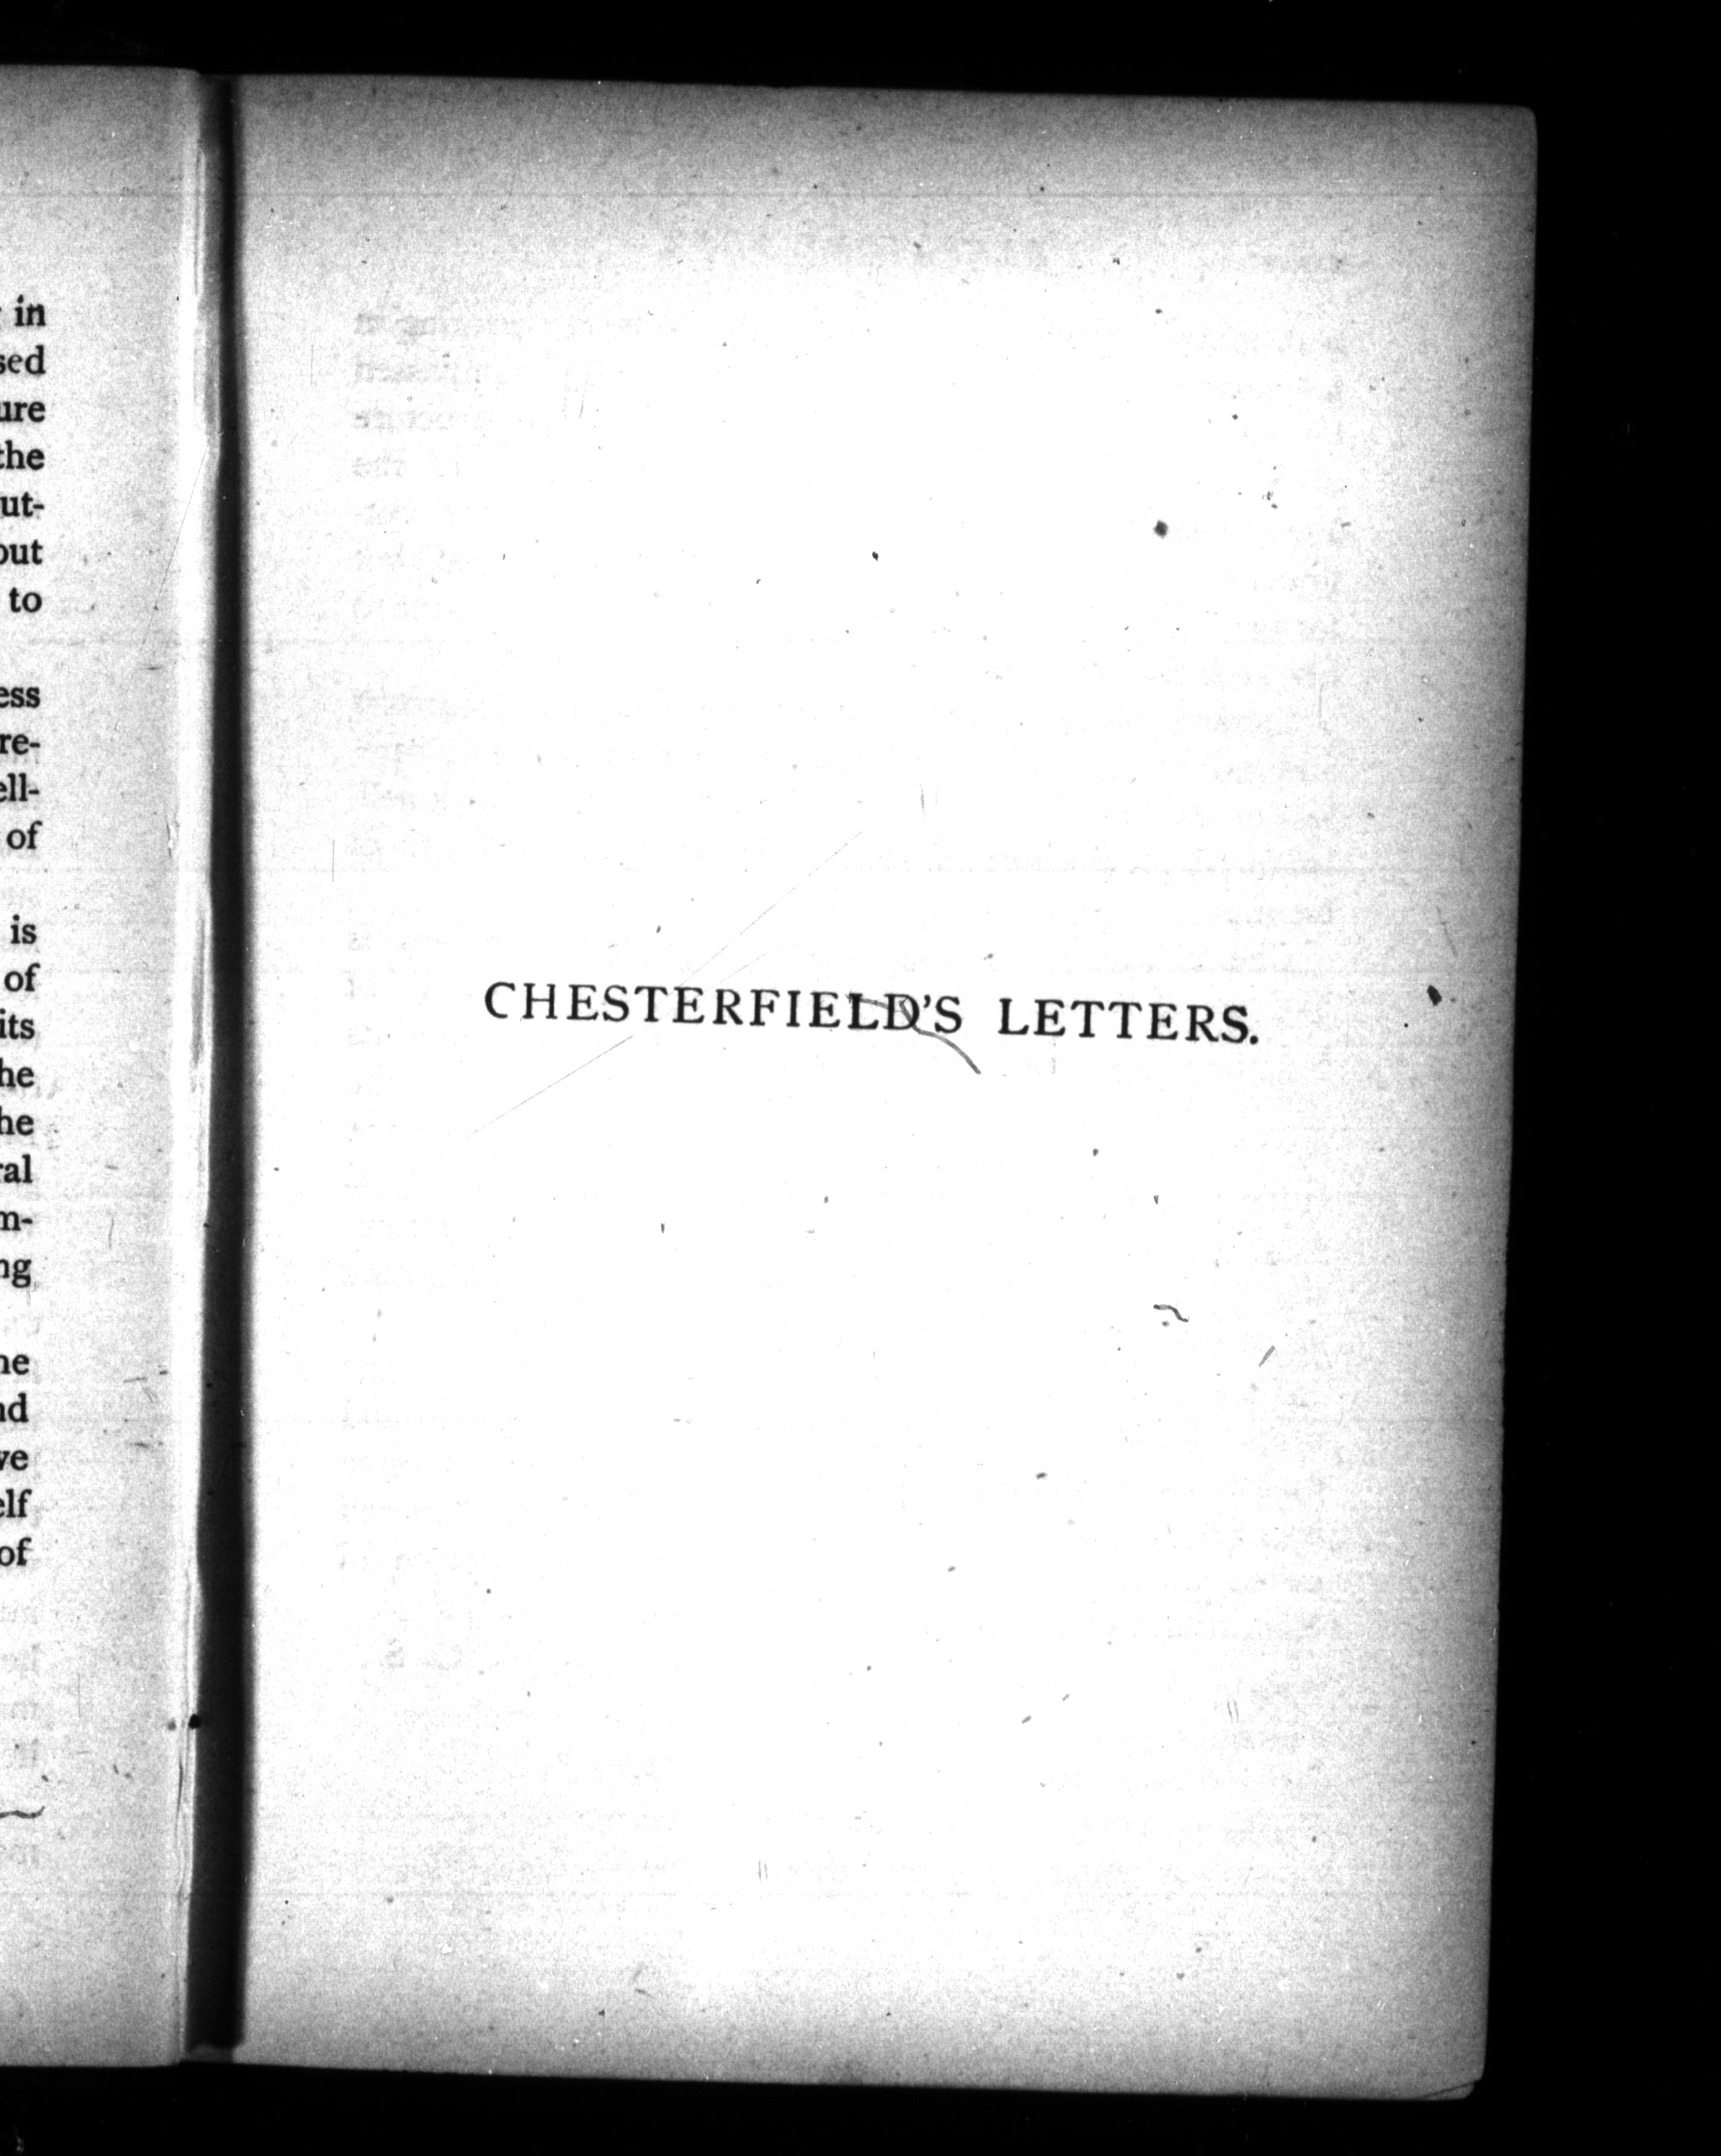 in
sed
ure
the
ut-
out
to
ess
re-
ell-
of
is
of
its
he
he
ral
m-
ng
ne
nd
ve
elf
of
CHESTERFIELD'S LETTERS.